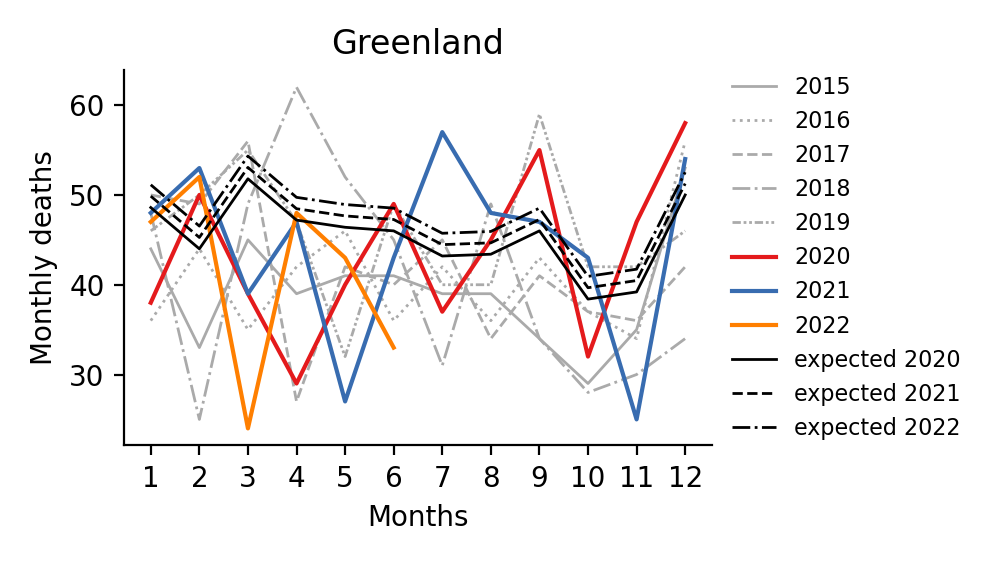 Greenland
Monthly deaths
60
50
40
30
1 2 3 4 5 6 7 8 9 10 11 12
Months
2015
2016
2017
2018
2019
2020
2021
2022
expected 2020
expected 2021
expected 2022